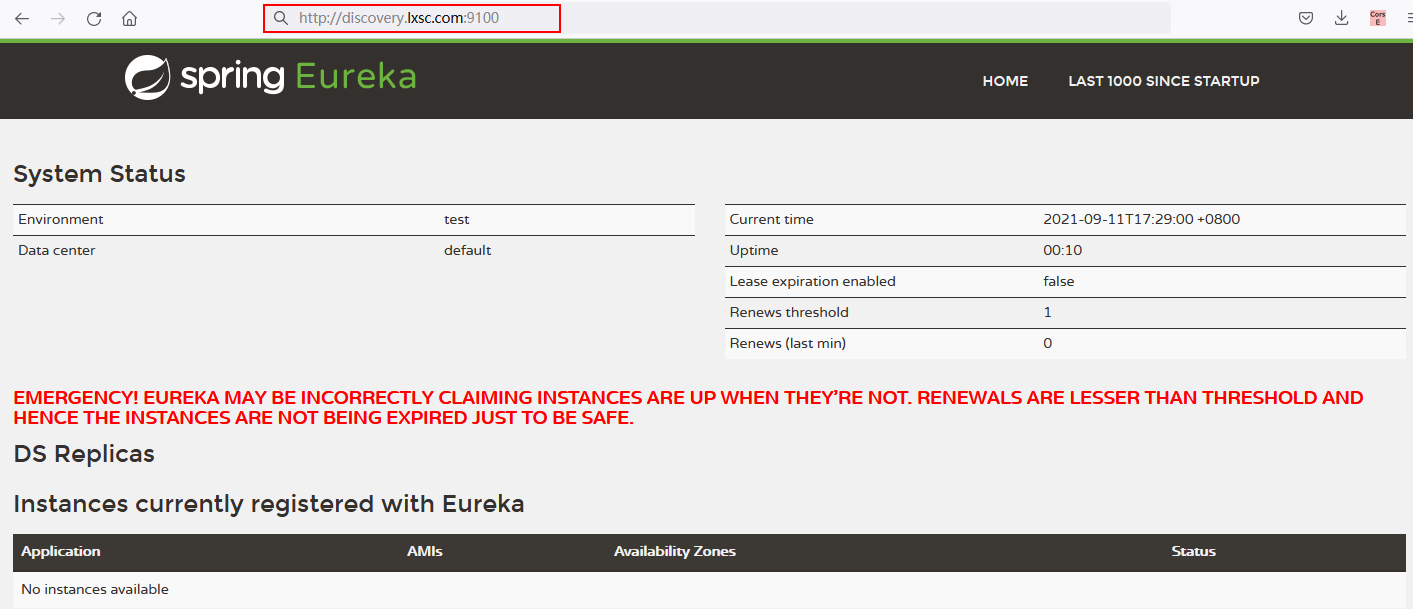 http://discovery.lxsc.com:9100
Cors
E
spring Eureka
HOME LAST 1000 SINCE STARTUP
System Status
Environment test
Data center default
Current time 2021-09-11T17:29:00 +0800
Uptime 00:10
Lease expiration enabled false
Renews threshold 1
Renews (last min) 0
EMERGENCY! EUREKA MAY BE INCORRECTLY CLAIMING INSTANCES ARE UP WHEN THEY'RE NOT. RENEWALS ARE LESSER THAN THRESHOLD AND
HENCE THE INSTANCES ARE NOT BEING EXPIRED JUST TO BE SAFE.
DS Replicas
Instances currently registered with Eureka
Application AMIs Availability Zones Status
No instances available